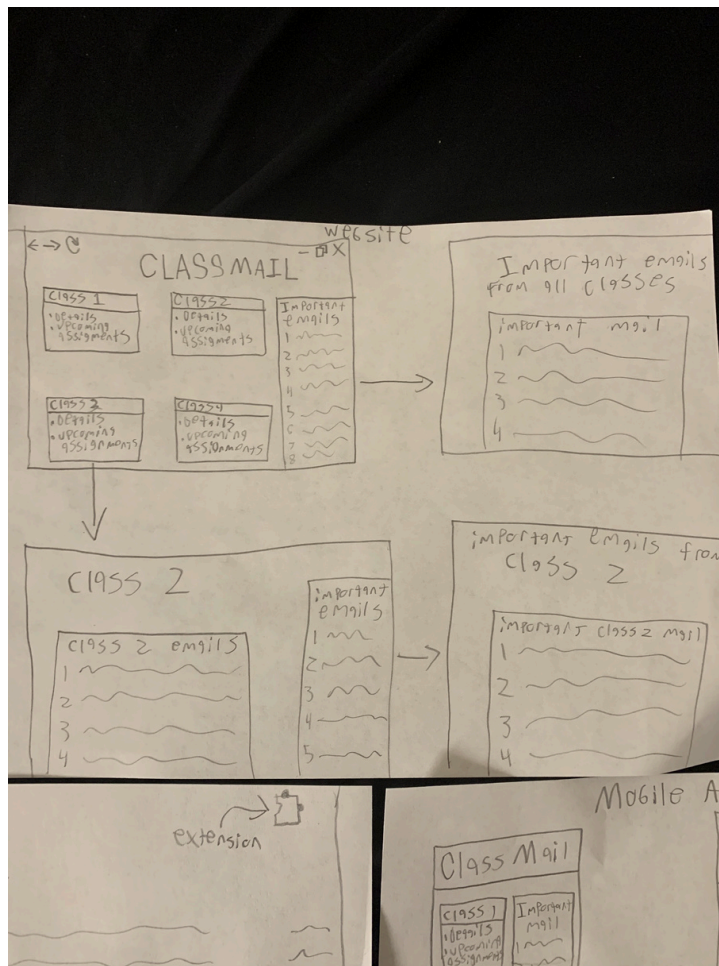 website
CLASSMAIL
Class 1
• Details
• upcoming
assigments
Class 2
• Details
• upcoming
assigments
Important
emails
1
2
3
4
5
6
7
8
Class 3
• Details
• upcoming
assignments
Class 4
• Details
• upcoming
assignments
Important emails
from all classes
important mail
1
2
3
4
Class 2
Class 2 emails
1
2
3
4
important
emails
1
2
3
4
5
important emails from
Class 2
important Class 2 mail
1
2
3
4
extension
Mobile A
Class Mail
Class 1
• Details
• upcoming
assignments
Important
mail
1
2